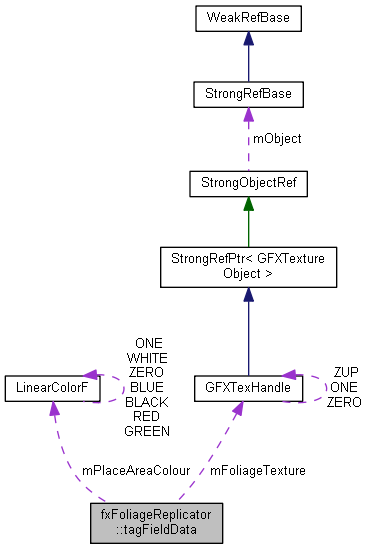 WeakRefBase
StrongRefBase
mObject
StrongObjectRef
StrongRefPtr< GFXTexture
Object >
ONE
WHITE
ZERO
BLUE
BLACK
RED
GREEN
LinearColorF
GFXTexHandle
ZUP
ONE
ZERO
mPlaceAreaColour
mFoliageTexture
fxFoliageReplicator
::tagFieldData